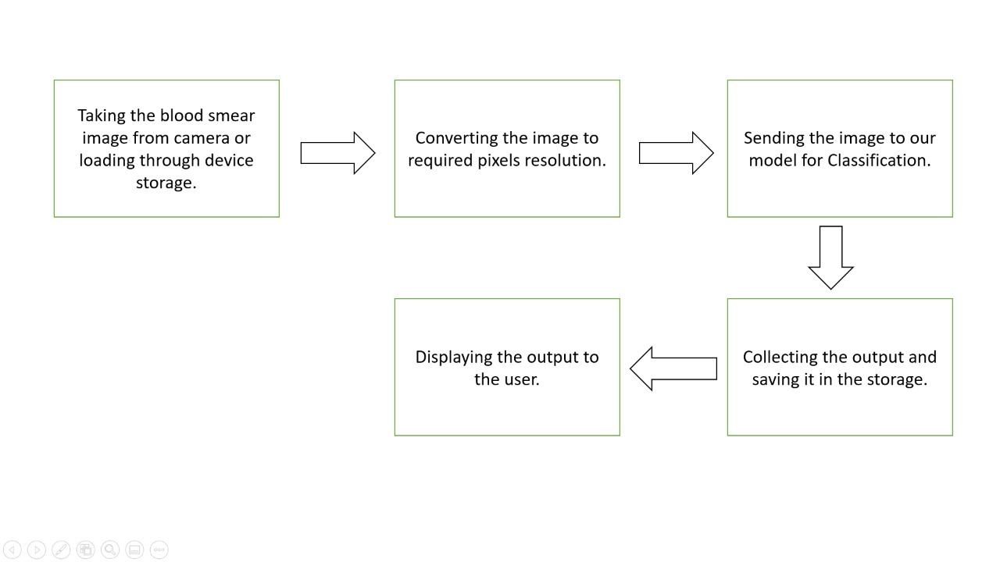 Taking the blood smear
image from camera or
loading through device
storage.
Converting the image to
required pixels resolution.
Sending the image to our
model for Classification.
Collecting the output and
saving it in the storage.
Displaying the output to
the user.